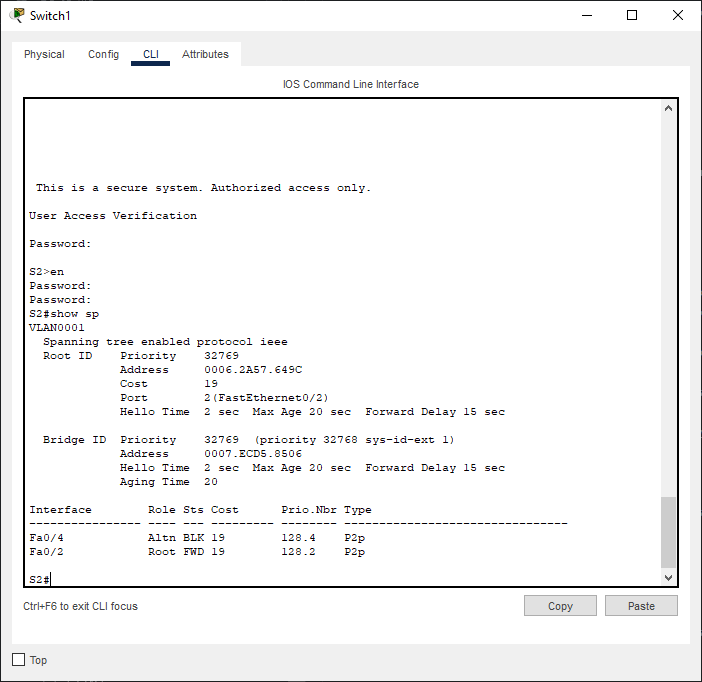 Switch1
Physical Config CLI Attributes
IOS Command Line Interface
This is a secure system. Authorized access only.
User Access Verification
Password:
S2>en
Password:
Password:
S2#show sp
VLAN0001
  Spanning tree enabled protocol ieee
  Root ID    Priority    32769
             Address     0006.2A57.649C
             Cost        19
             Port        2(FastEthernet0/2)
             Hello Time  2 sec  Max Age 20 sec  Forward Delay 15 sec
  Bridge ID  Priority    32769  (priority 32768 sys-id-ext 1)
             Address     0007.ECD5.8506
             Hello Time  2 sec  Max Age 20 sec  Forward Delay 15 sec
             Aging Time  20
Interface        Role Sts Cost      Prio.Nbr Type
---------------- ---- --- --------- -------- --------------------------------
Fa0/4            Altn BLK 19        128.4    P2p
Fa0/2            Root FWD 19        128.2    P2p
S2#
Ctrl+F6 to exit CLI focus Copy Paste
Top